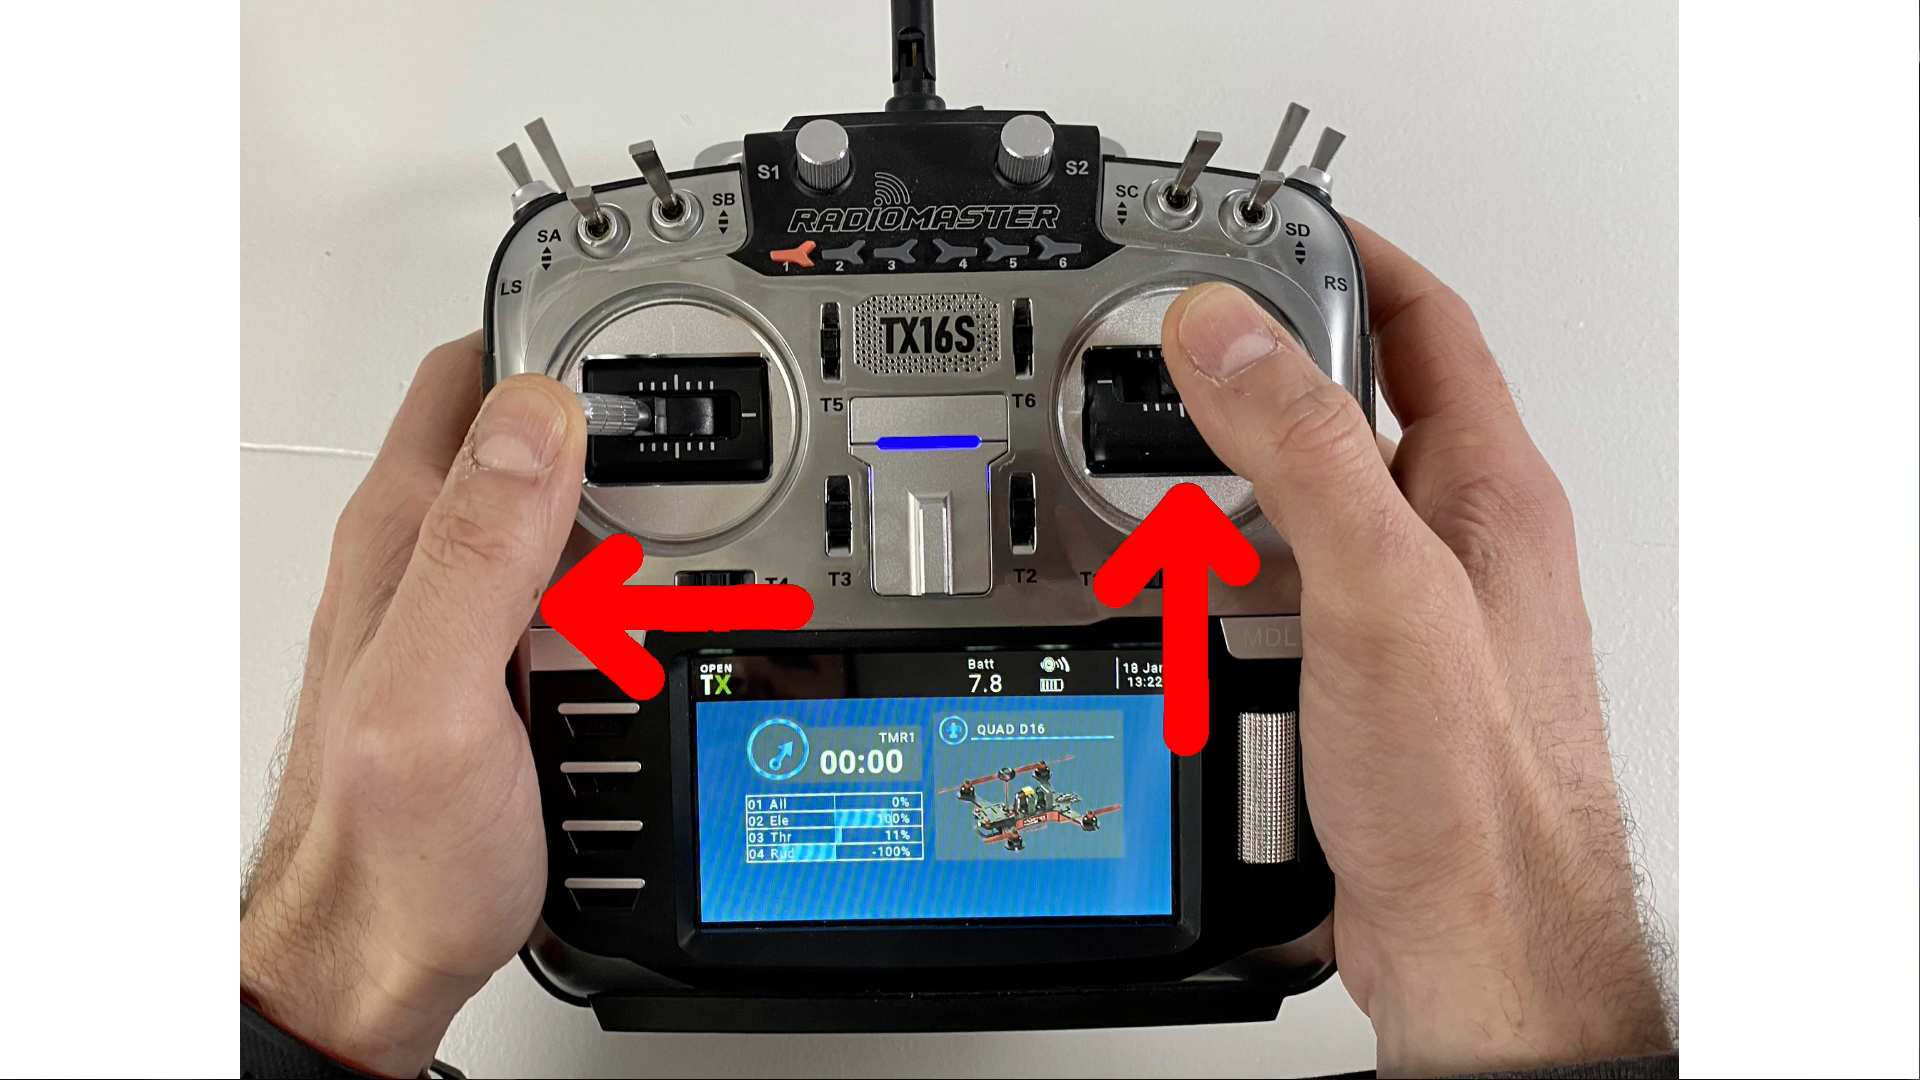 S1
S2
SB
SC
SA
SD
RADIOMASTER
1 2 3 4 5 6
LS
RS
TX16S
T5
T6
T3
T2
MDL
OPEN
TX
Batt
7.8
18 Jan
13:22
TMR1
00:00
QUAD D16
01 Ail 0%
02 Ele 100%
03 Thr 11%
04 Rud -100%